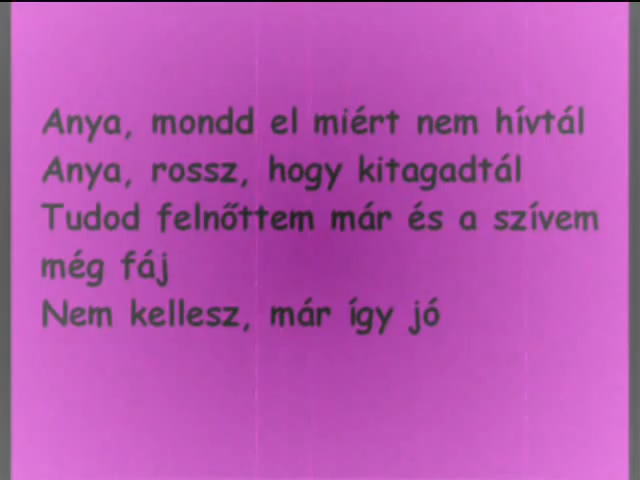 Anya, mondd el miért nem hívtál
Anya, rossz, hogy kitagadtál
Tudod felnőttem már és a szívem
még fáj
Nem kellesz, már így jó